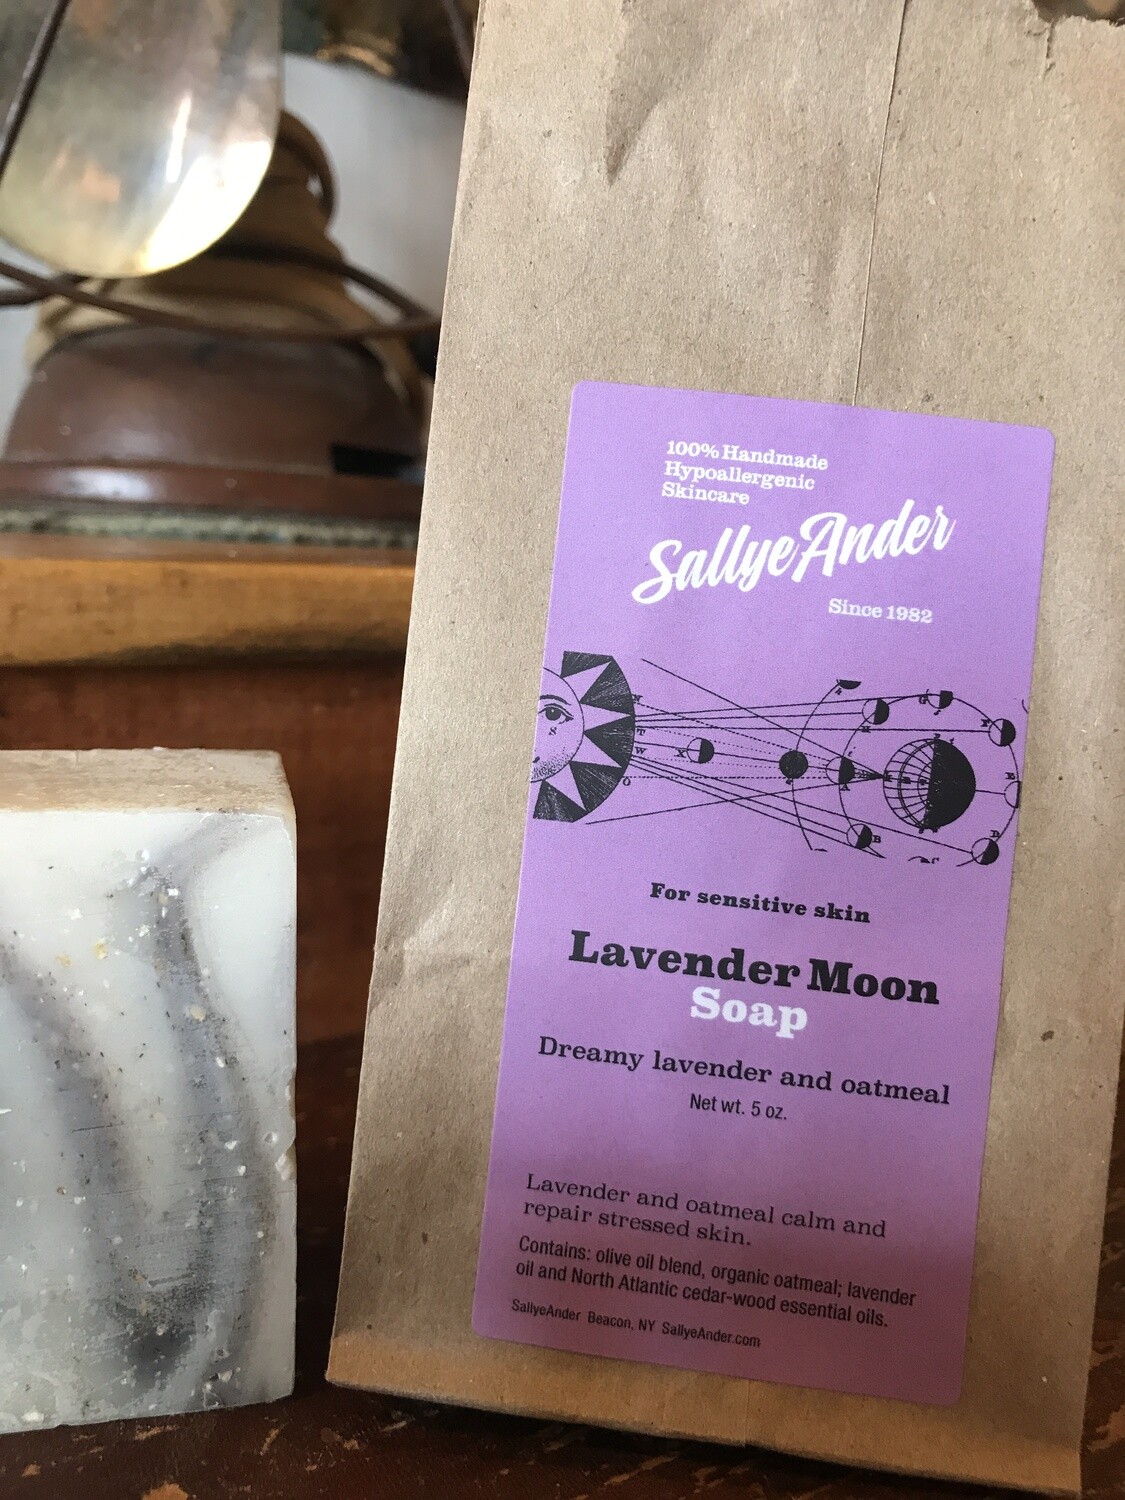 100% Handmade
Hypoallergenic
Skincare
SallyeAnder
Since 1982
S
N
T
W
O
X
H
G
F
D
B
A
For sensitive skin
Lavender Moon
Soap
Dreamy lavender and oatmeal
Net wt. 5 oz.
Lavender and oatmeal calm and
repair stressed skin.
Contains: olive oil blend, organic oatmeal; lavender
oil and North Atlantic cedar-wood essential oils.
SallyeAnder Beacon, NY SallyeAnder.com